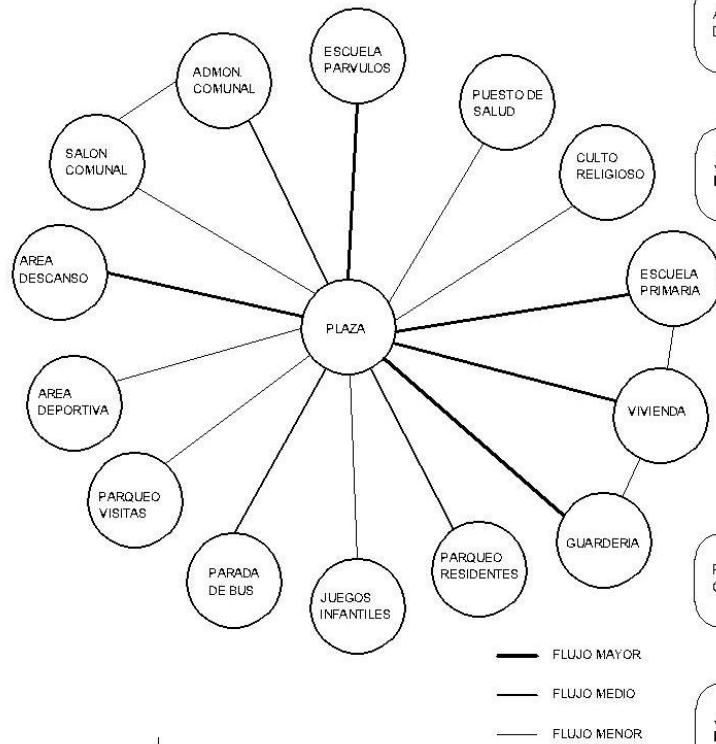 ESCUELA
PARVULOS
ADMON.
COMUNAL
PUESTO DE
SALUD
SALON
COMUNAL
CULTO
RELIGIOSO
AREA
DESCANSO
ESCUELA
PRIMARIA
PLAZA
AREA
DEPORTIVA
VIVIENDA
PARQUEO
VISITAS
GUARDERIA
PARADA
DE BUS
JUEGOS
INFANTILES
PARQUEO
RESIDENTES
FLUJO MAYOR
FLUJO MEDIO
FLUJO MENOR